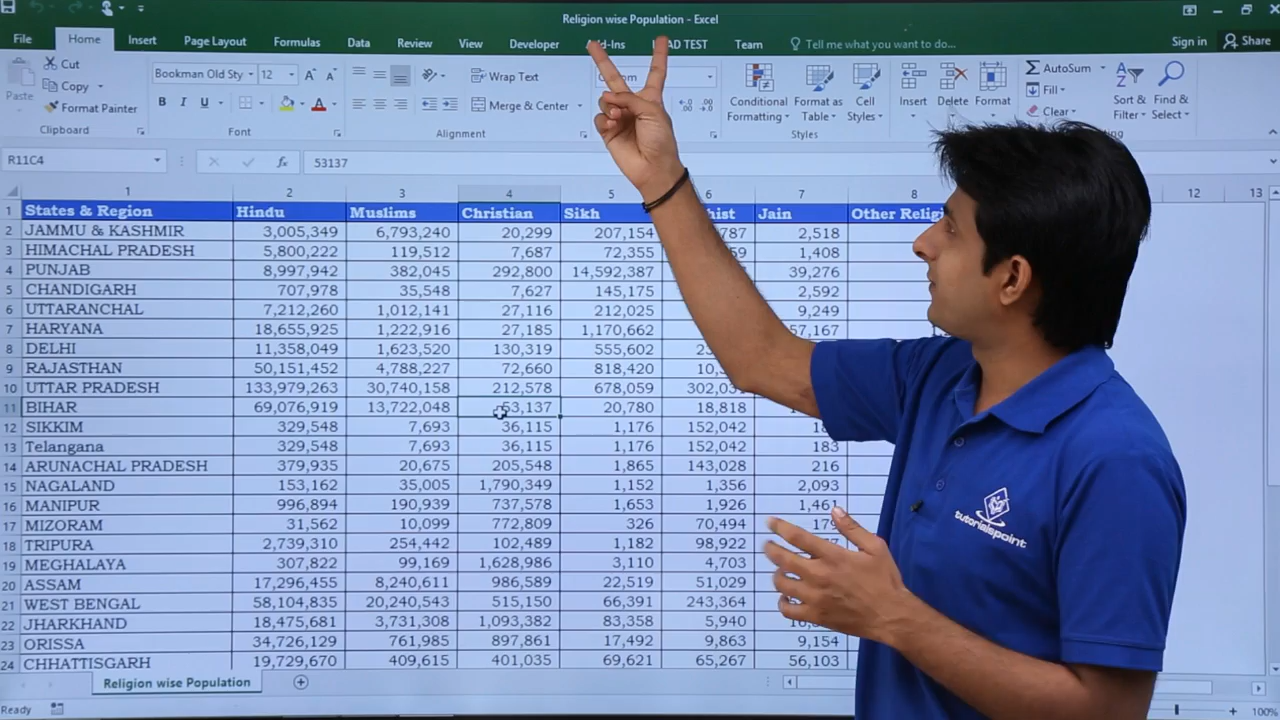 Religion wise Population - Excel
File Home Insert Page Layout Formulas Data Review View Developer Add-Ins LOAD TEST Team Tell me what you want to do... Sign in Share
Cut
Copy
Paste
Format Painter
Clipboard
Bookman Old Sty 12
B I U
Font
Wrap Text
Merge & Center
Alignment
Conditional Formatting
Format as Table
Cell Styles
Styles
Insert Delete Format
AutoSum
Fill
Clear
Sort & Filter
Find & Select
R11C4 fx 53137
1 2 3 4 5 6 7 8 12 13
1 States & Region Hindu Muslims Christian Sikh Jain
2 JAMMU & KASHMIR 3,005,349 6,793,240 20,299 207,154 2,518
3 HIMACHAL PRADESH 5,800,222 119,512 7,687 72,355 1,408
4 PUNJAB 8,997,942 382,045 292,800 14,592,387 39,276
5 CHANDIGARH 707,978 35,548 7,627 145,175 2,592
6 UTTARANCHAL 7,212,260 1,012,141 27,116 212,025 9,249
7 HARYANA 18,655,925 1,222,916 27,185 1,170,662 57,167
8 DELHI 11,358,049 1,623,520 130,319 555,602
9 RAJASTHAN 50,151,452 4,788,227 72,660 818,420
10 UTTAR PRADESH 133,979,263 30,740,158 212,578 678,059
11 BIHAR 69,076,919 13,722,048 53,137 20,780 18,818
12 SIKKIM 329,548 7,693 36,115 1,176 152,042
13 Telangana 329,548 7,693 36,115 1,176 152,042 183
14 ARUNACHAL PRADESH 379,935 20,675 205,548 1,865 143,028 216
15 NAGALAND 153,162 35,005 1,790,349 1,152 1,356 2,093
16 MANIPUR 996,894 190,939 737,578 1,653 1,926 1,461
17 MIZORAM 31,562 10,099 772,809 326 70,494
18 TRIPURA 2,739,310 254,442 102,489 1,182 98,922
19 MEGHALAYA 307,822 99,169 1,628,986 3,110 4,703
20 ASSAM 17,296,455 8,240,611 986,589 22,519 51,029
21 WEST BENGAL 58,104,835 20,240,543 515,150 66,391 243,364
22 JHARKHAND 18,475,681 3,731,308 1,093,382 83,358 5,940
23 ORISSA 34,726,129 761,985 897,861 17,492 9,863 9,154
24 CHHATTISGARH 19,729,670 409,615 401,035 69,621 65,267 56,103
Religion wise Population
Ready 100%
tutorialspoint